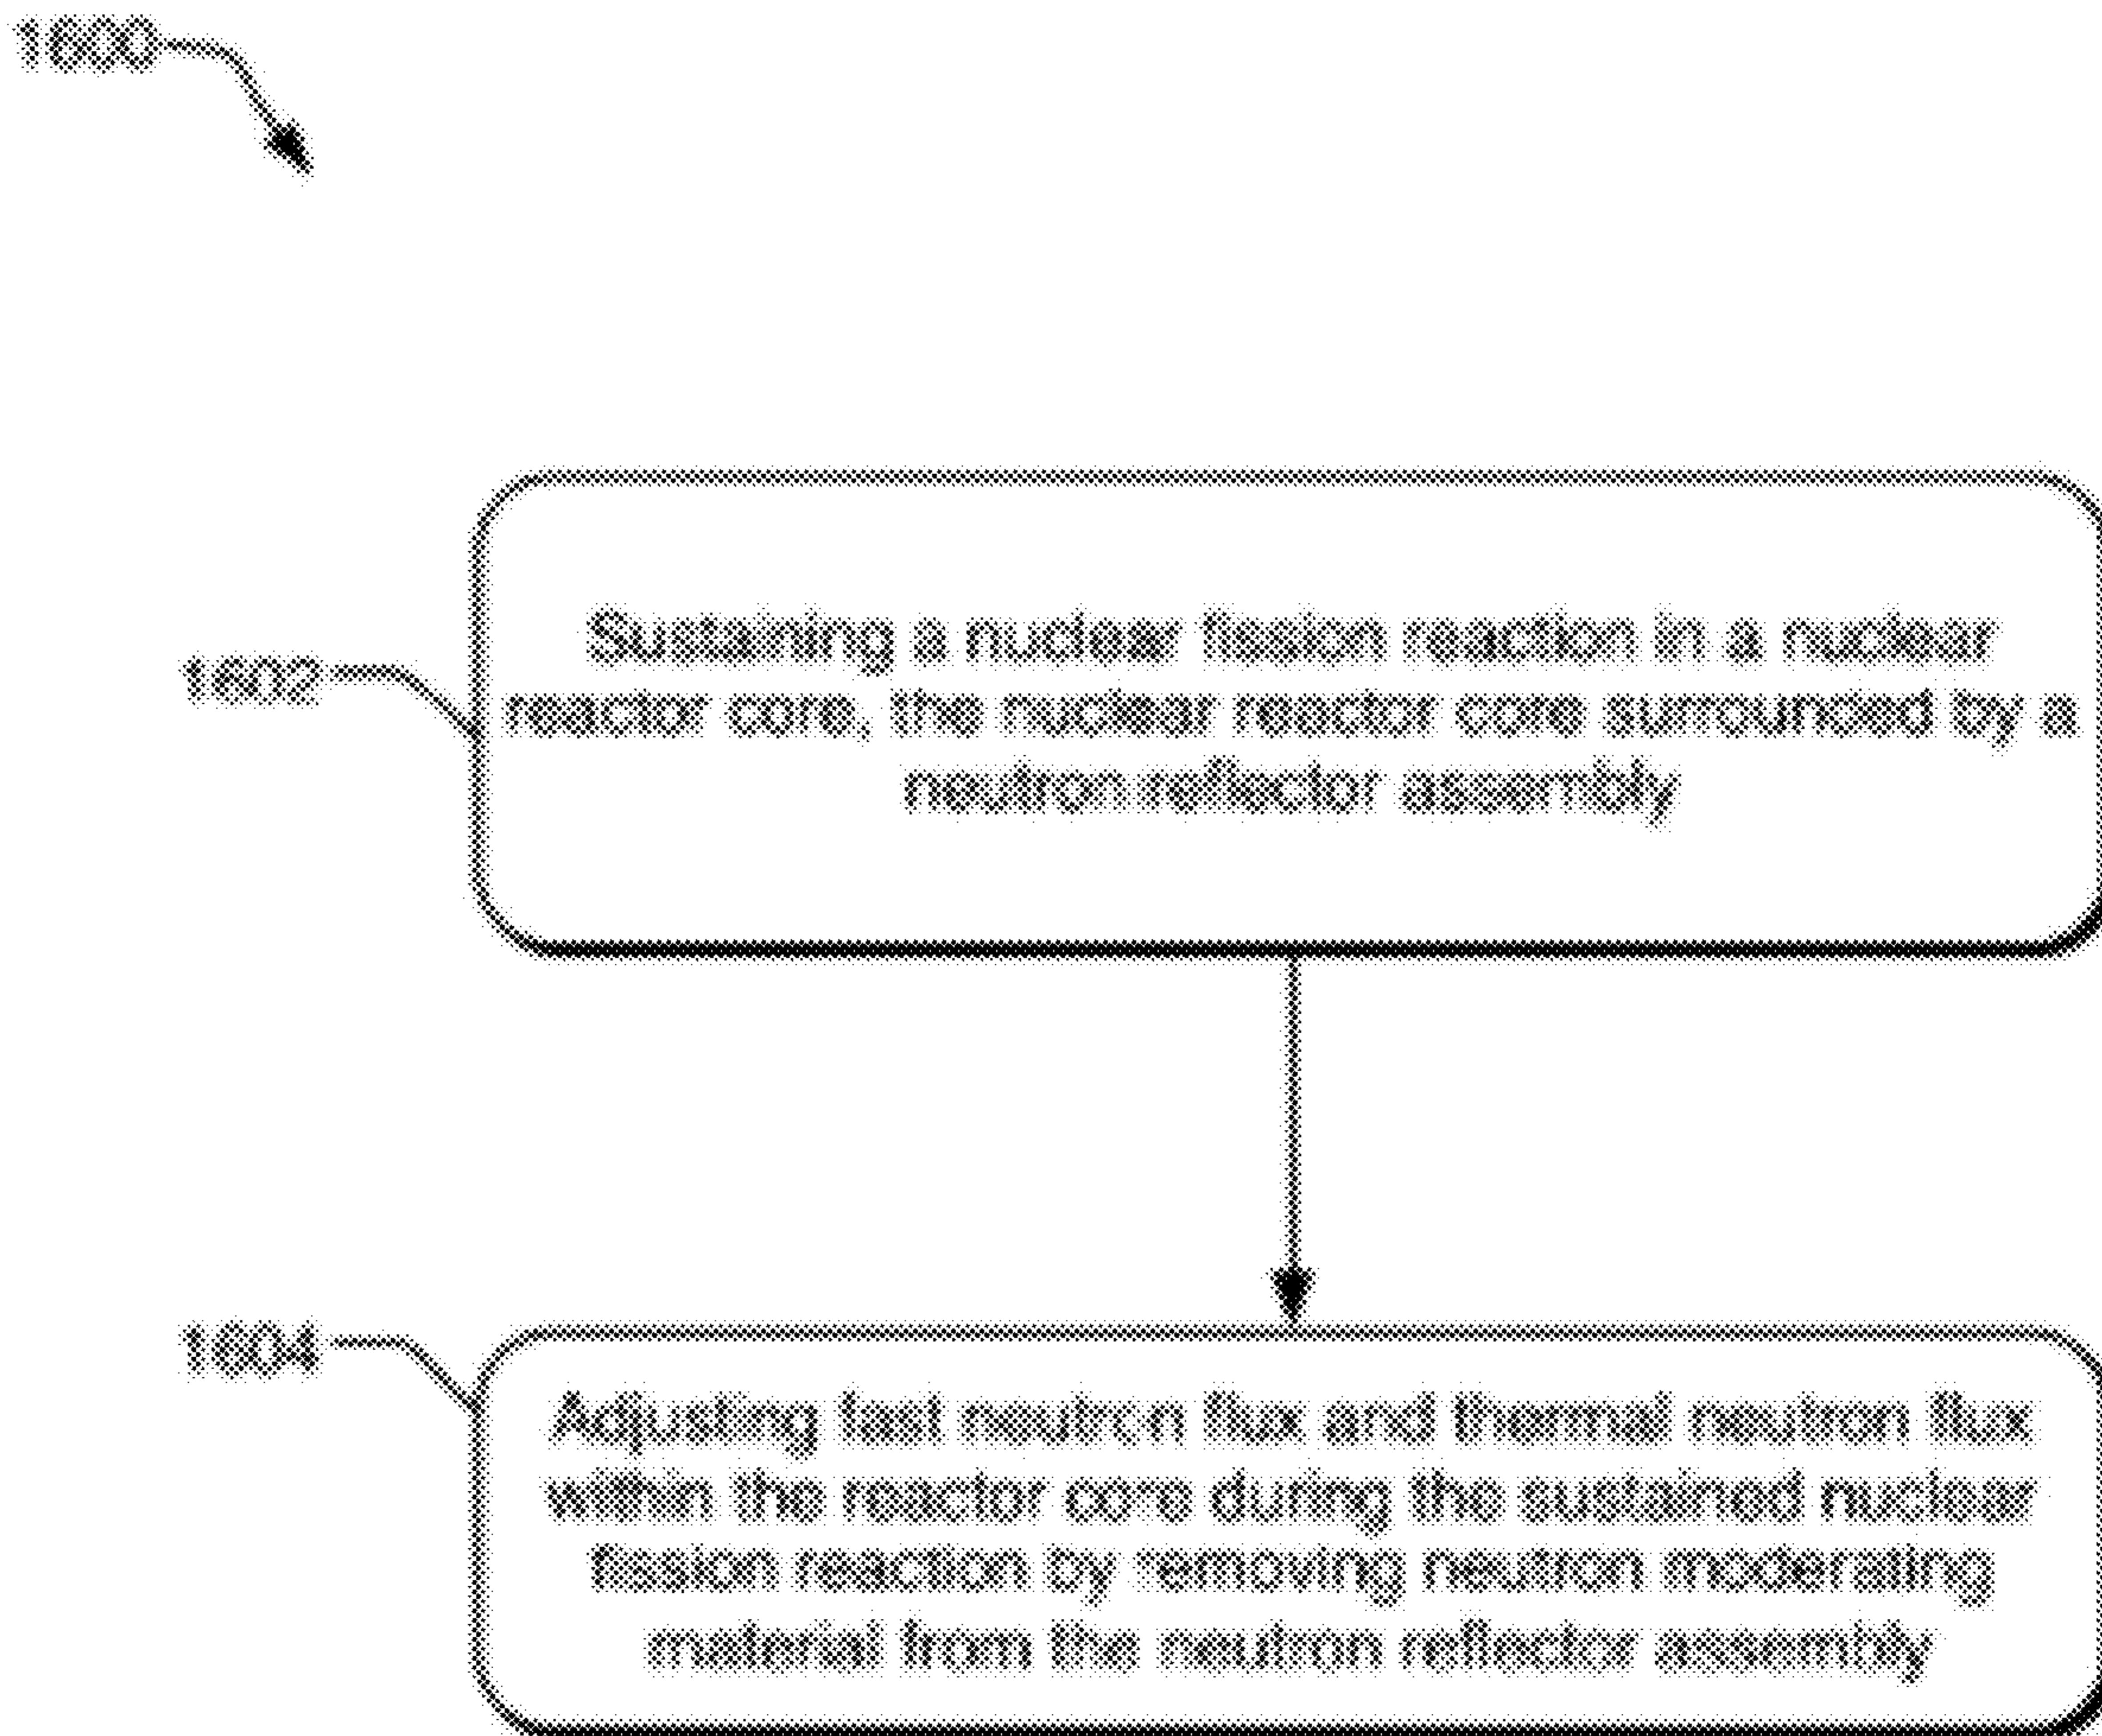 1600
1602
Sustaining a nuclear fission reaction in a nuclear
reactor core, the nuclear reactor core surrounded by a
neutron reflector assembly
1604
Adjusting fast neutron flux and thermal neutron flux
within the reactor core during the sustained nuclear
fission reaction by removing neutron moderating
material from the neutron reflector assembly